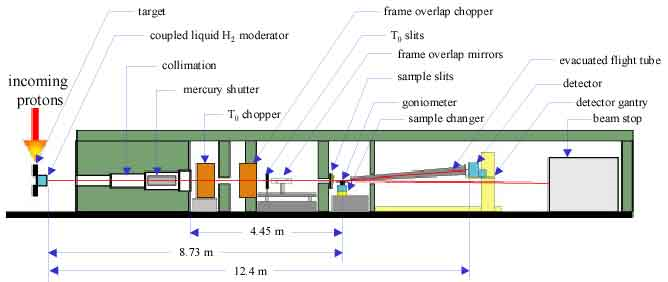 target
coupled liquid H2 moderator
collimation
mercury shutter
T0 chopper
incoming
protons
frame overlap chopper
T0 slits
frame overlap mirrors
sample slits
goniometer
sample changer
evacuated flight tube
detector
detector gantry
beam stop
4.45 m
8.73 m
12.4 m